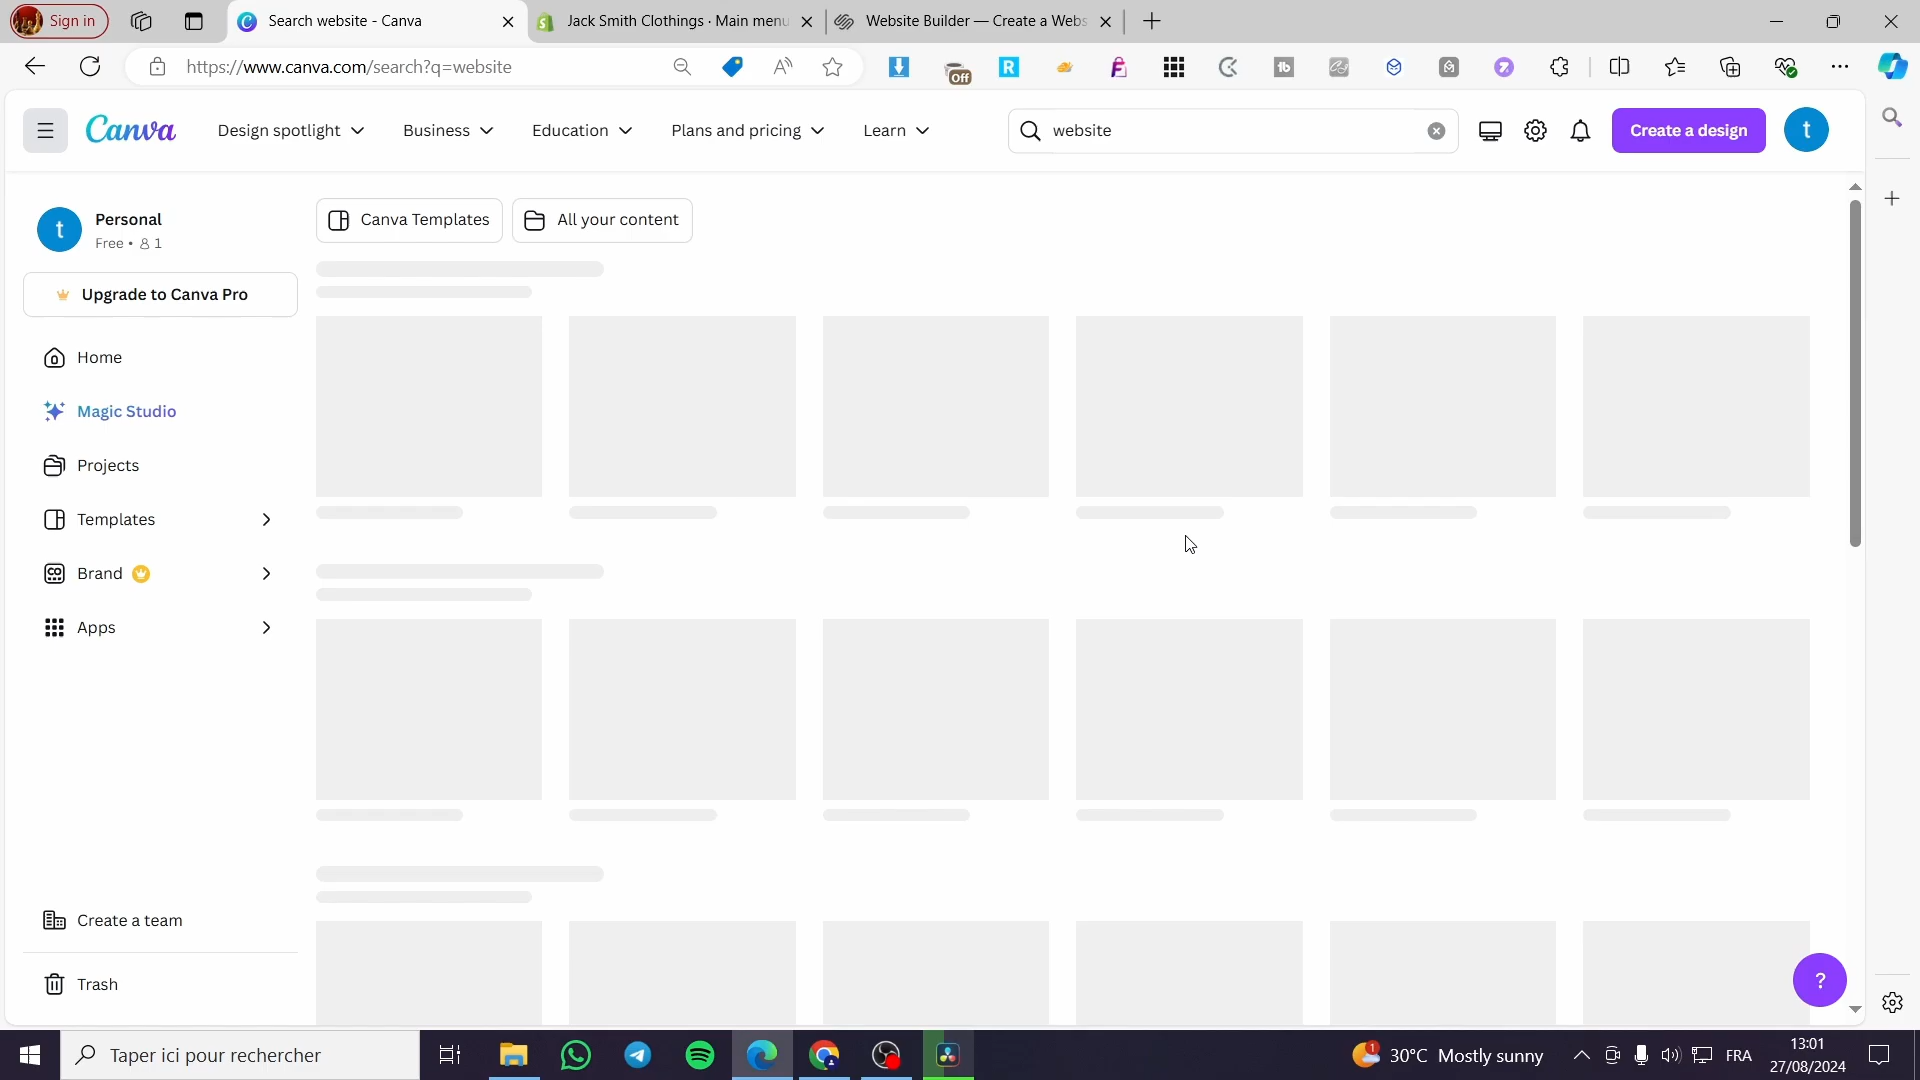 Sign in
Search website - Canva
Jack Smith Clothings · Main menu
Website Builder — Create a Webs
https://www.canva.com/search?q=website
Off
Canva
Design spotlight
Business
Education
Plans and pricing
Learn
website
Create a design
t
t
Personal
Free • 1
Canva Templates
All your content
Upgrade to Canva Pro
Home
Magic Studio
Projects
Templates
Brand
Apps
Create a team
Trash
?
Taper ici pour rechercher
1
30°C Mostly sunny
FRA
13:01
27/08/2024